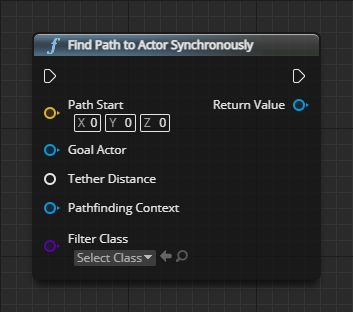 f Find Path to Actor Synchronously
Path Start Return Value
X 0 Y 0 Z 0
Goal Actor
Tether Distance
Pathfinding Context
Filter Class
Select Class